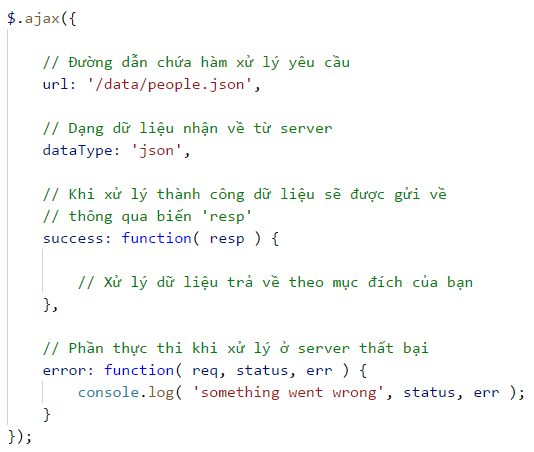 $.ajax({
// Đường dẫn chứa hàm xử lý yêu cầu
url: '/data/people.json',
// Dạng dữ liệu nhận về từ server
dataType: 'json',
// Khi xử lý thành công dữ liệu sẽ được gửi về
// thông qua biến 'resp'
success: function( resp ) {
// Xử lý dữ liệu trả về theo mục đích của bạn
},
// Phần thực thi khi xử lý ở server thất bại
error: function( req, status, err ) {
console.log( 'something went wrong', status, err );
}
});